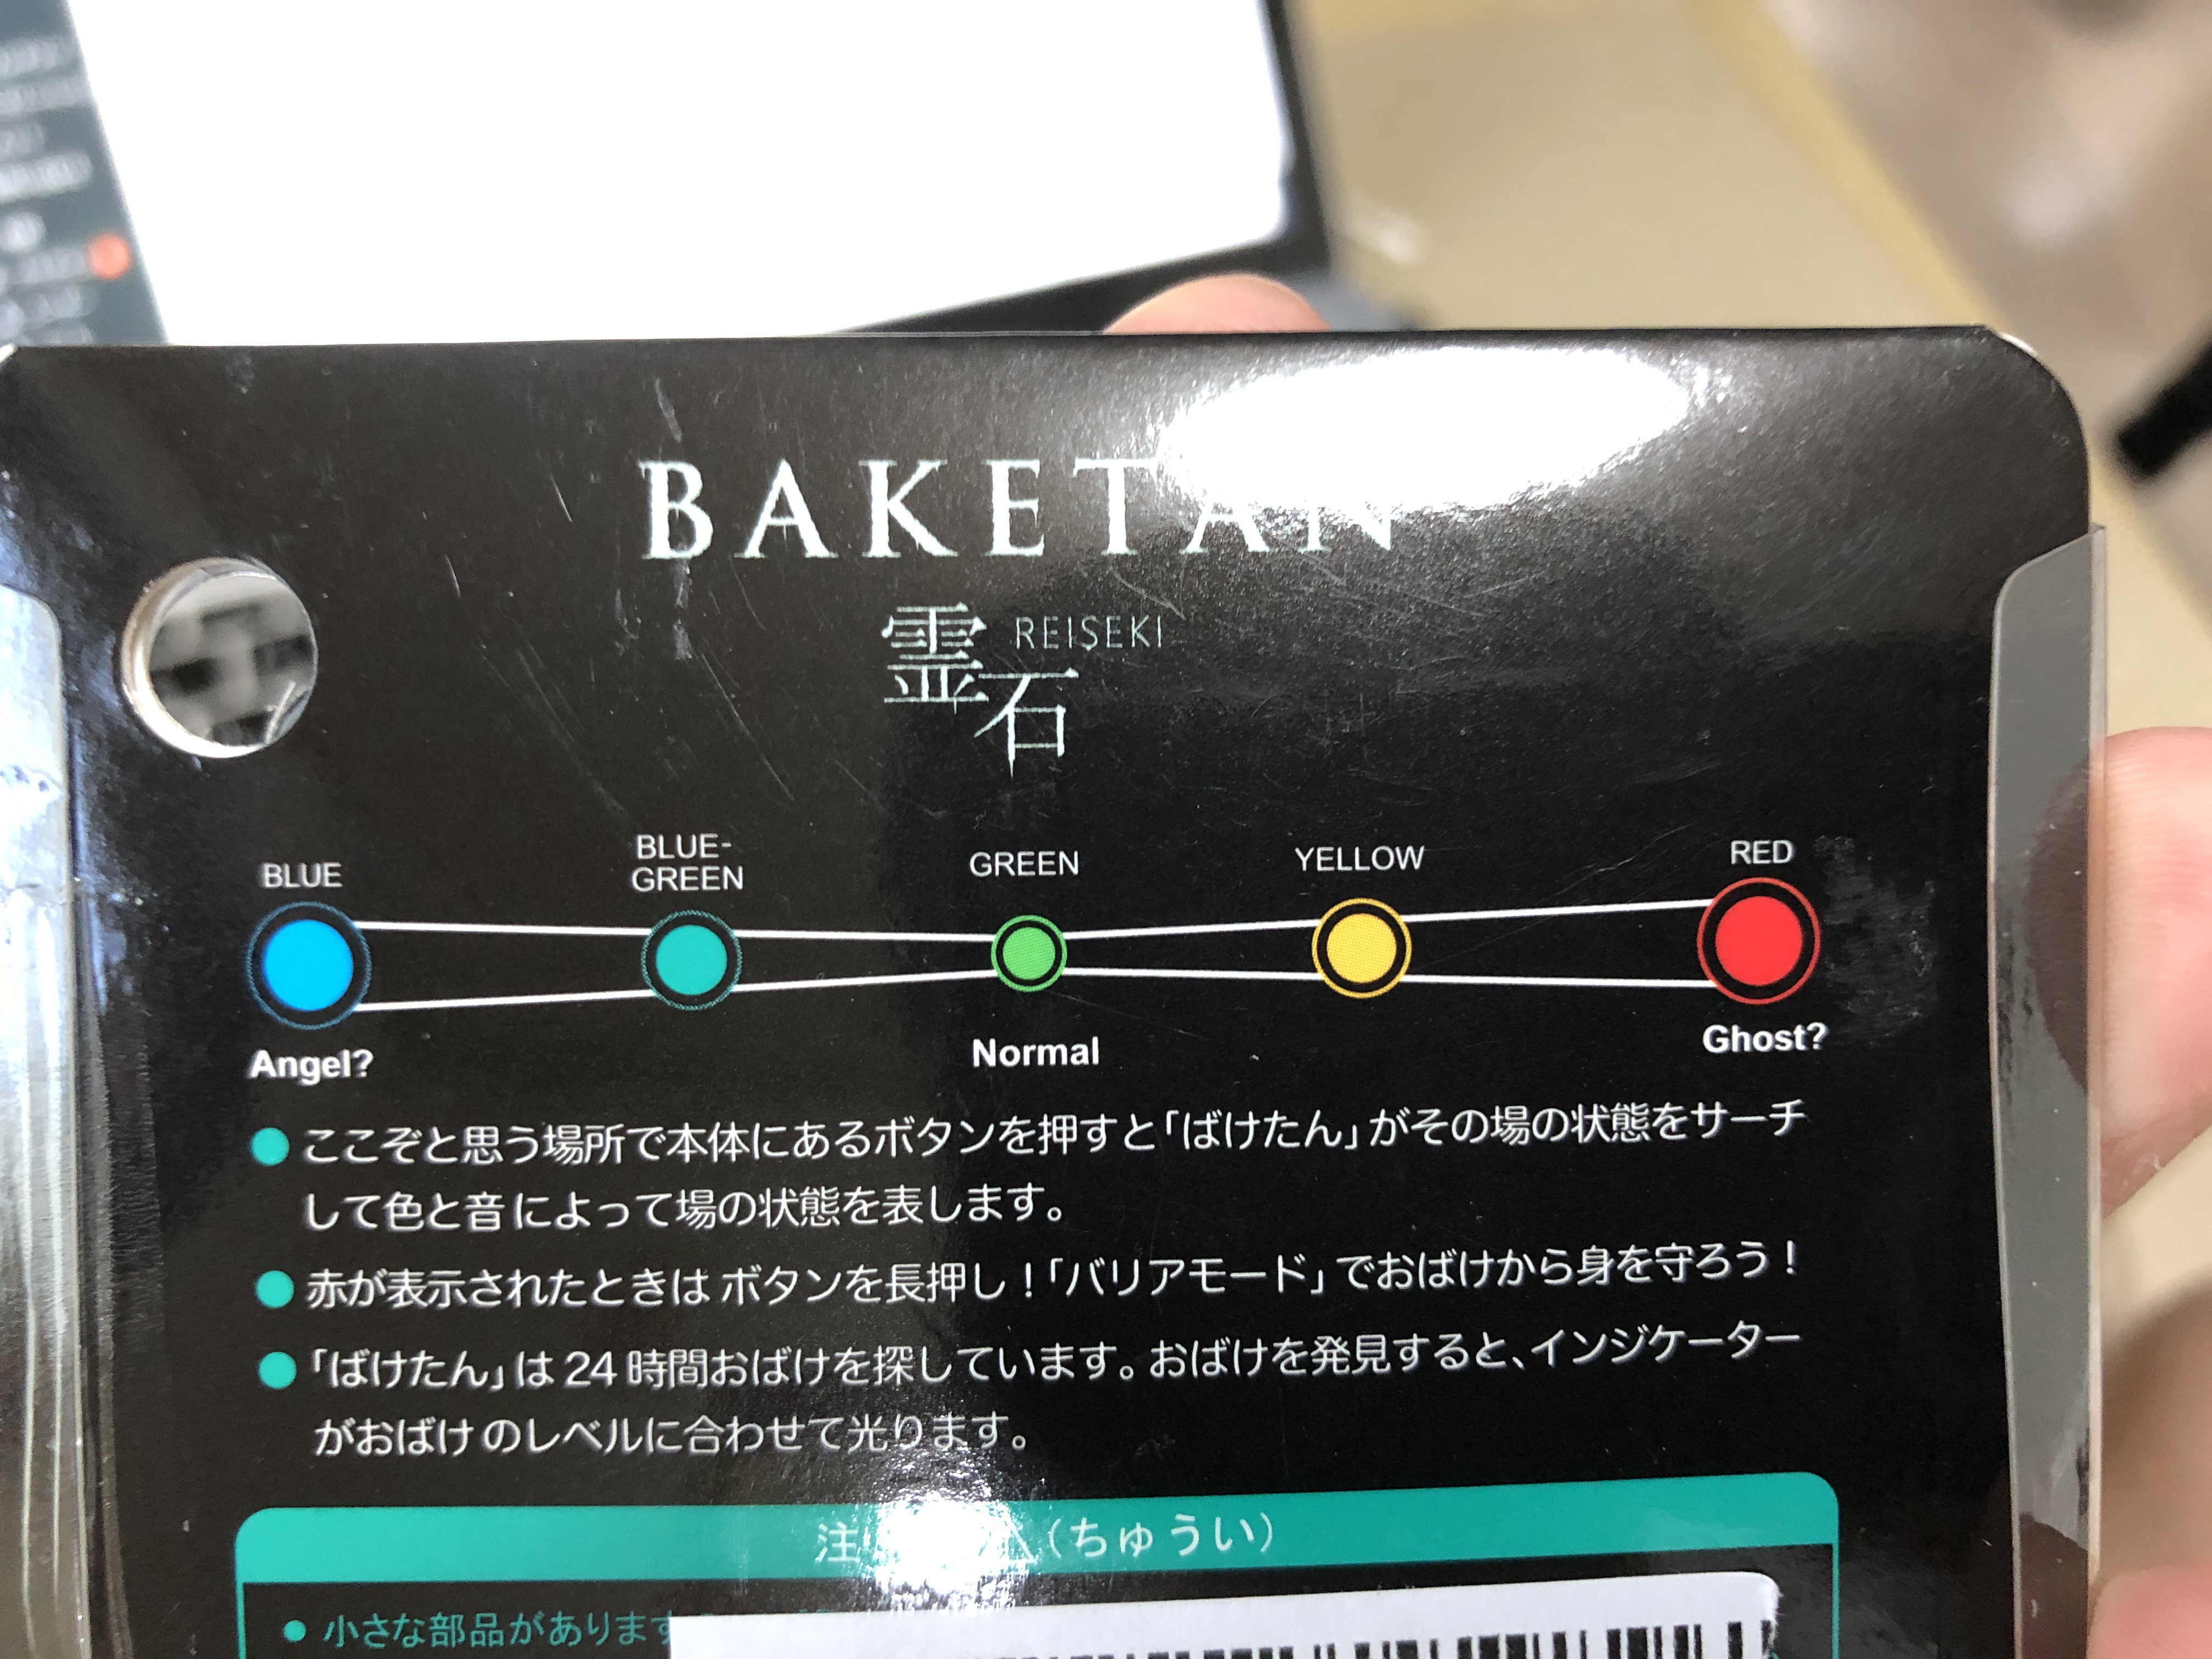 BAKETAN
霊石 REISEKI
BLUE
BLUE-
GREEN
GREEN
YELLOW
RED
Angel?
Normal
Ghost?
● ここぞと思う場所で本体にあるボタンを押すと「ばけたん」がその場の状態をサーチ
して色と音によって場の状態を表します。
● 赤が表示されたときは ボタンを長押し!「バリアモード」でおばけから身を守ろう!
● 「ばけたん」は 24 時間おばけを探しています。おばけを発見すると、インジケーター
がおばけのレベルに合わせて光ります。
注 (ちゅうい)
● 小さな部品があります